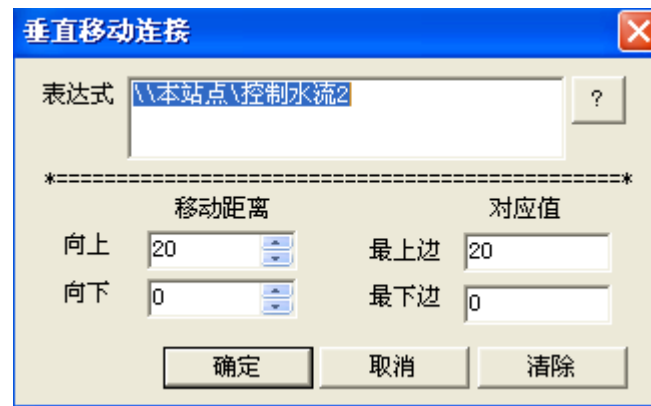 垂直移动连接
表达式 \\本站点\控制水流2 ?
*==============================================*
移动距离 对应值
向上 20 最上边 20
向下 0 最下边 0
确定 取消 清除